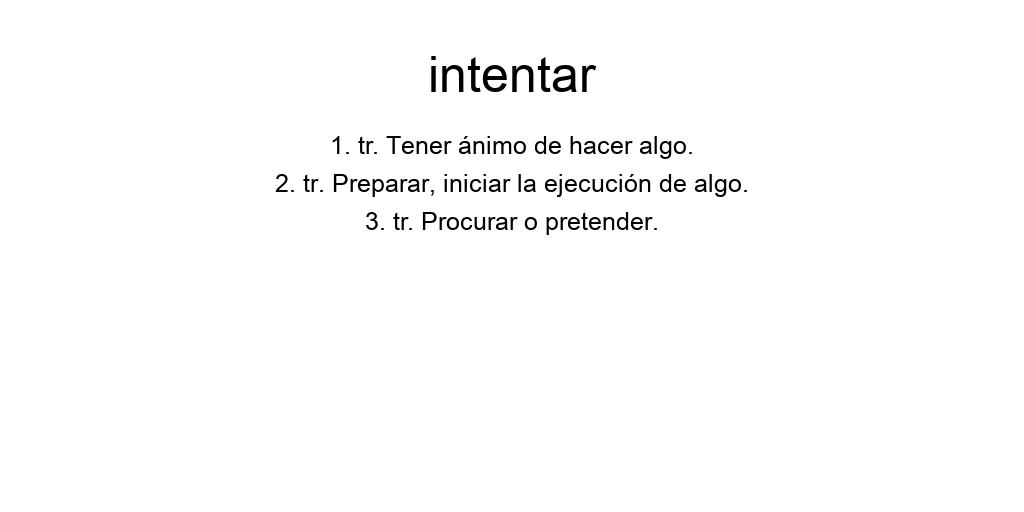 intentar
1. tr. Tener ánimo de hacer algo.
2. tr. Preparar, iniciar la ejecución de algo.
3. tr. Procurar o pretender.